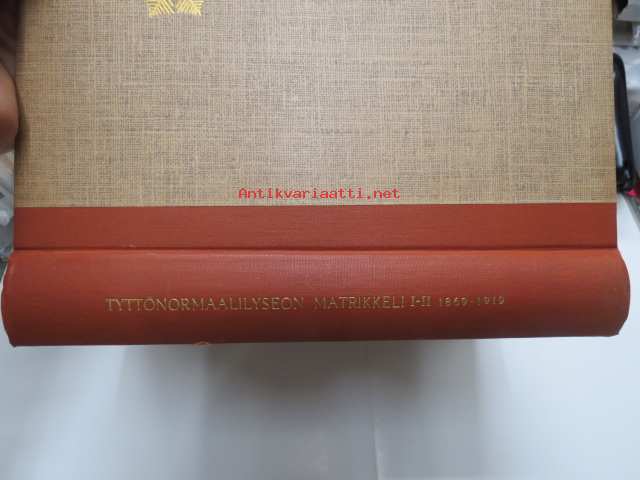 Antikvariaatti.net
TYTTÖNORMAALILYSEON MATRIKKELI I-II 1869-1919